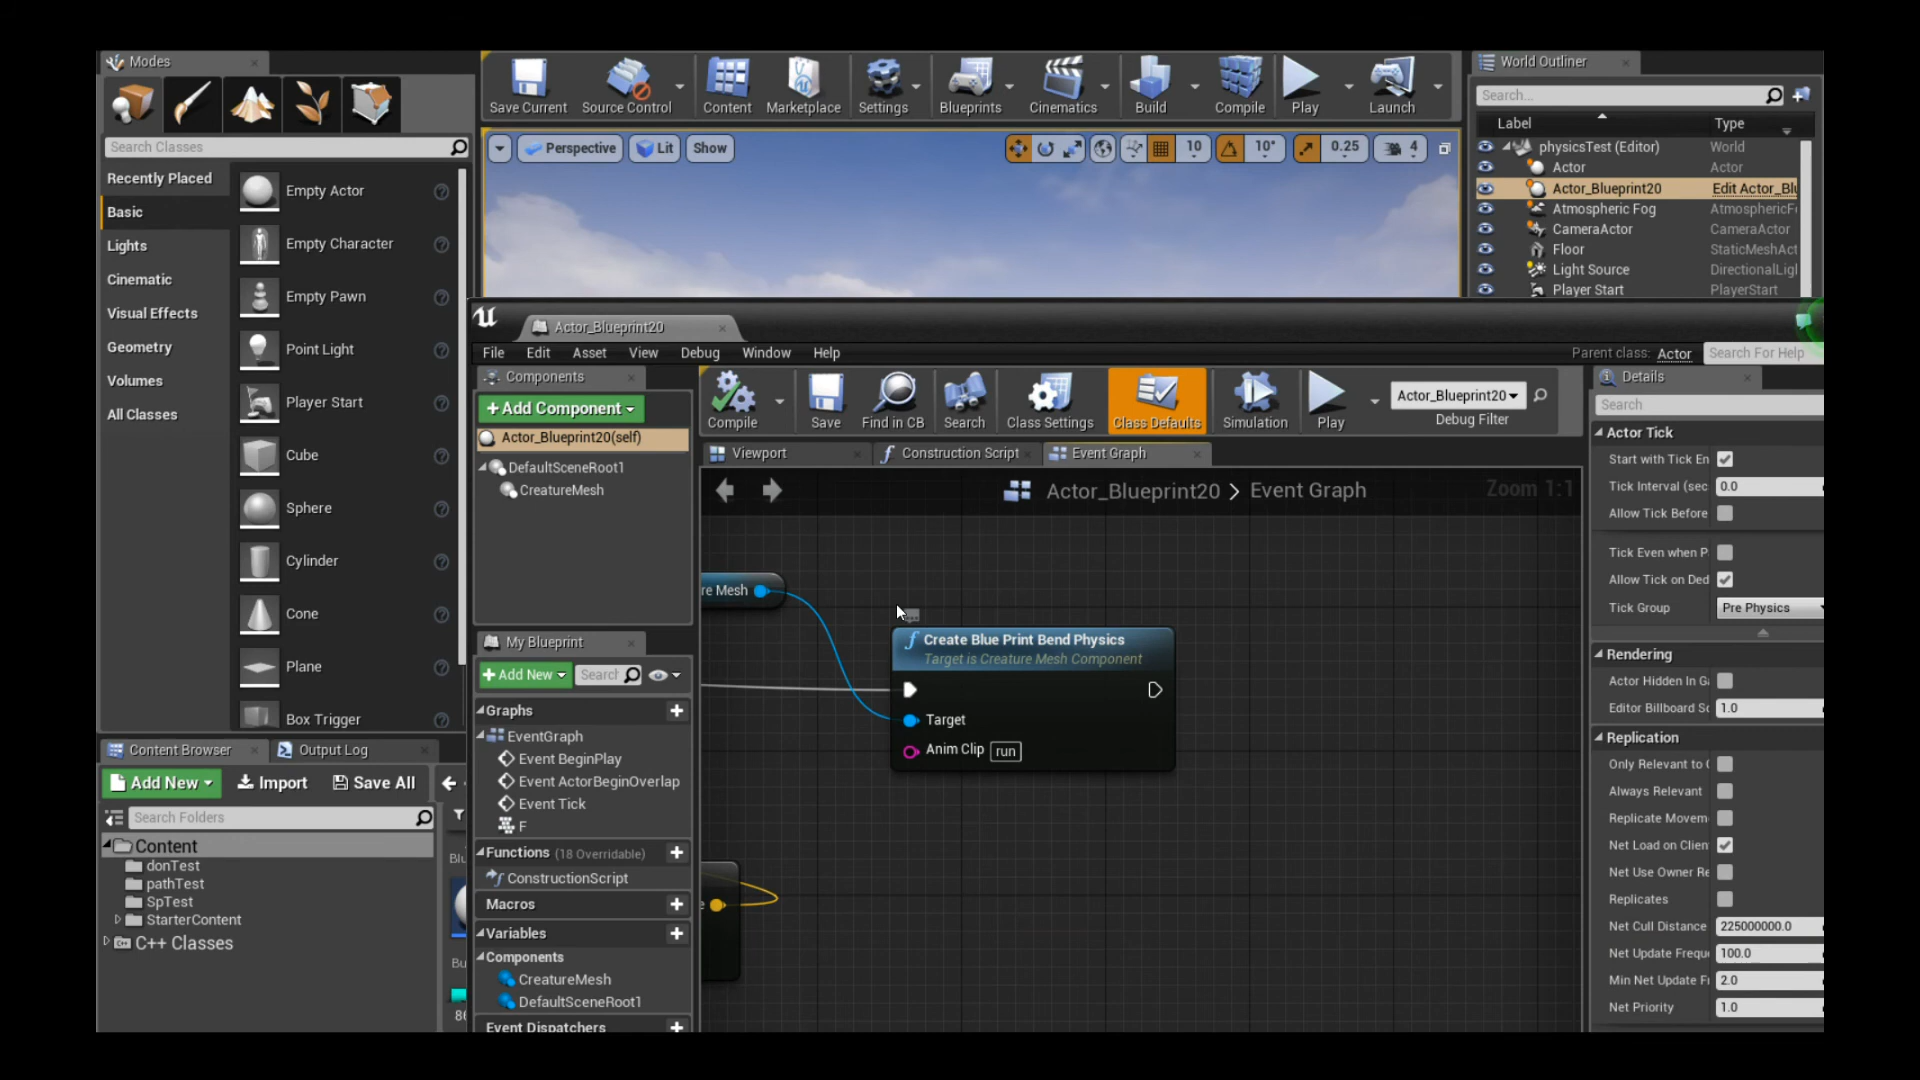 Modes
Search Classes
Recently Placed
Basic
Lights
Cinematic
Visual Effects
Geometry
Volumes
All Classes
Empty Actor
Empty Character
Empty Pawn
Point Light
Player Start
Cube
Sphere
Cylinder
Cone
Plane
Box Trigger
Save Current
Source Control
Content
Marketplace
Settings
Blueprints
Cinematics
Build
Compile
Play
Launch
Perspective
Lit
Show
10
10°
0.25
4
World Outliner
Search...
Label Type
physicsTest (Editor) World
Actor Actor
Actor_Blueprint20 Edit Actor_Blu
Atmospheric Fog AtmosphericF
CameraActor CameraActor
Floor StaticMeshAct
Light Source DirectionalLigl
Player Start PlayerStart
Actor_Blueprint20
File Edit Asset View Debug Window Help
Parent class: Actor
Search For Help
Components
+Add Component
Actor_Blueprint20(self)
DefaultSceneRoot1
CreatureMesh
Compile
Save
Find in CB
Search
Class Settings
Class Defaults
Simulation
Play
Actor_Blueprint20
Debug Filter
Viewport
Construction Script
Event Graph
Actor_Blueprint20 > Event Graph
Zoom 1:1
re Mesh
Create Blue Print Bend Physics
Target is Creature Mesh Component
Target
Anim Clip run
e
My Blueprint
+Add New
Search
Graphs
EventGraph
Event BeginPlay
Event ActorBeginOverlap
Event Tick
F
Functions (18 Overridable)
ConstructionScript
Macros
Variables
Components
CreatureMesh
DefaultSceneRoot1
Event Dispatchers
Details
Search
Actor Tick
Start with Tick En
Tick Interval (sec 0.0
Allow Tick Before
Tick Even when P
Allow Tick on Ded
Tick Group Pre Physics
Rendering
Actor Hidden In Ga
Editor Billboard Sc 1.0
Replication
Only Relevant to O
Always Relevant
Replicate Movem
Net Load on Clien
Net Use Owner Re
Replicates
Net Cull Distance 225000000.0
Net Update Frequ 100.0
Min Net Update Fr 2.0
Net Priority 1.0
Content Browser
Output Log
Add New
Import
Save All
Search Folders
Content
donTest
pathTest
SpTest
StarterContent
C++ Classes
Blu
Bu
86